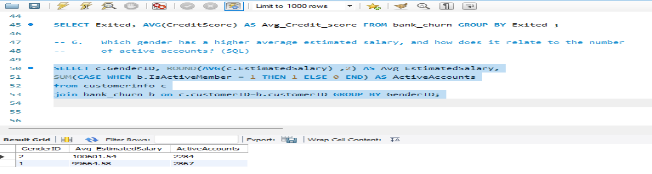 Limit to 1000 rows
44
45 SELECT Exited, AVG(CreditScore) AS Avg_Credit_score FROM bank_churn GROUP BY Exited ;
46
47 -- 6. Which gender has a higher average estimated salary, and how does it relate to the number
48 -- of active accounts? (SQL)
49
50 SELECT c.GenderID, ROUND(AVG(c.EstimatedSalary) ,2) AS Avg_EstimatedSalary,
51 SUM(CASE WHEN b.IsActiveMember = 1 THEN 1 ELSE 0 END) AS ActiveAccounts
52 from customerinfo c
53 join bank_churn b on c.customerID=b.customerID GROUP BY GenderID;
54
55
56
Result Grid Filter Rows: Export: Wrap Cell Content:
GenderID Avg_EstimatedSalary ActiveAccounts
2 100601.54 2284
1 99664.58 2867